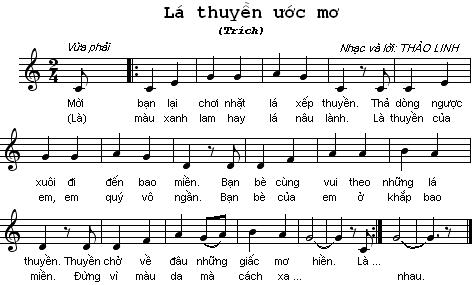 Lá thuyền ước mơ
(Trích)
Vừa phải
Nhạc và lời: THẢO LINH
2
4
Mời bạn lại chơi nhặt lá xếp thuyền. Thả dòng ngược
(Là) màu xanh lam hay lá nâu lành. Là thuyền của
xuôi đi đến bao miền. Bạn bè cùng vui theo những lá
em, em quý vô ngần. Bạn bè của em ở khắp bao
thuyền. Thuyền chở về đâu những giấc mơ hiền. Là ...
miền. Đừng vì màu da mà cách xa ... nhau.